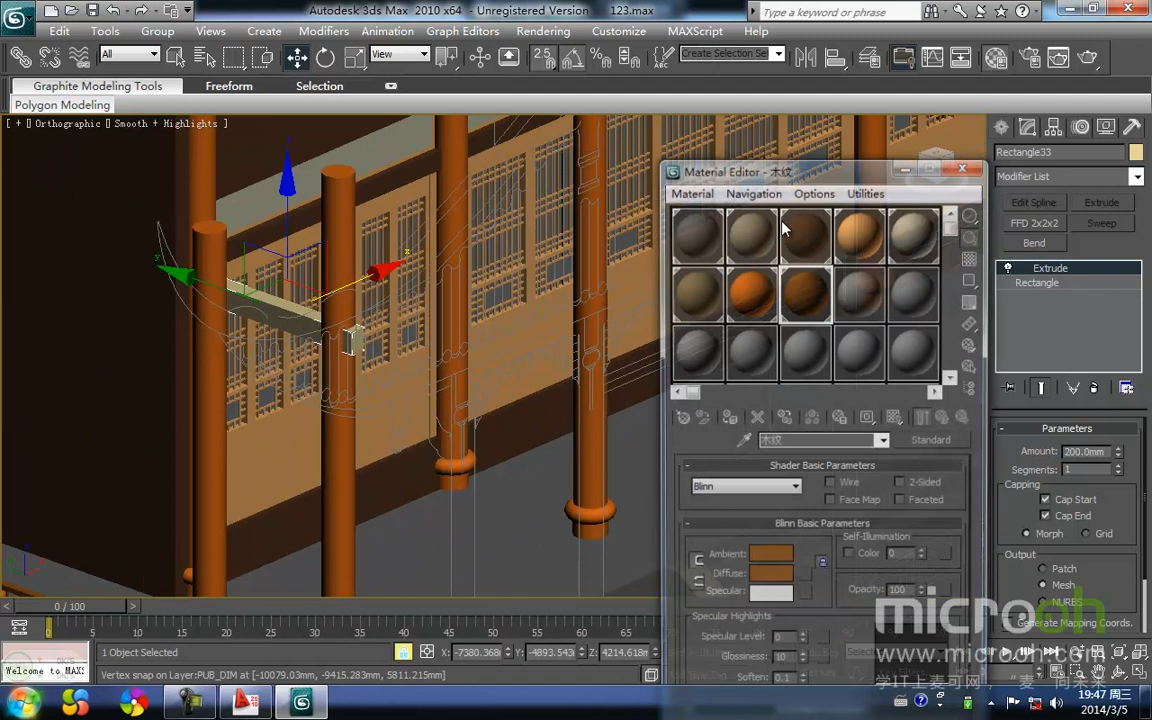 Autodesk 3ds Max 2010 x64 - Unregistered Version 123.max
Type a keyword or phrase
Edit Tools Group Views Create Modifiers Animation Graph Editors Rendering Customize MAXScript Help
All View 2.5 Create Selection Set
Graphite Modeling Tools Freeform Selection
Polygon Modeling
[ + [] Orthographic [] Smooth + Highlights ]
Rectangle33
Modifier List
Edit Spline Extrude
FFD 2x2x2 Sweep
Bend
Extrude
Rectangle
Parameters
Amount: 200.0mm
Segments: 1
Capping
Cap Start
Cap End
Morph Grid
Output
Patch
Mesh
NURBS
Generate Mapping Coords.
Material Editor - 木纹
Material Navigation Options Utilities
木纹 Standard
Shader Basic Parameters
Blinn Wire 2-Sided
Face Map Faceted
Blinn Basic Parameters
Self-Illumination
Ambient: Color 0
Diffuse:
Specular: Opacity: 100
Specular Highlights
Specular Level: 0
Glossiness: 10
Soften: 0.1
x
y
0 / 100
0 5 10 15 20 25 30 35 40 45 50 55 60 65
1 Object Selected X: -7380.368 Y: -4893.543 Z: 4214.618m
Welcome to MAXS
Vertex snap on Layer:PUB_DIM at [-10079.03mm, -9415.283mm, 5811.215mm]
microoh
www.microoh.com
19:47 周三
2014/3/5